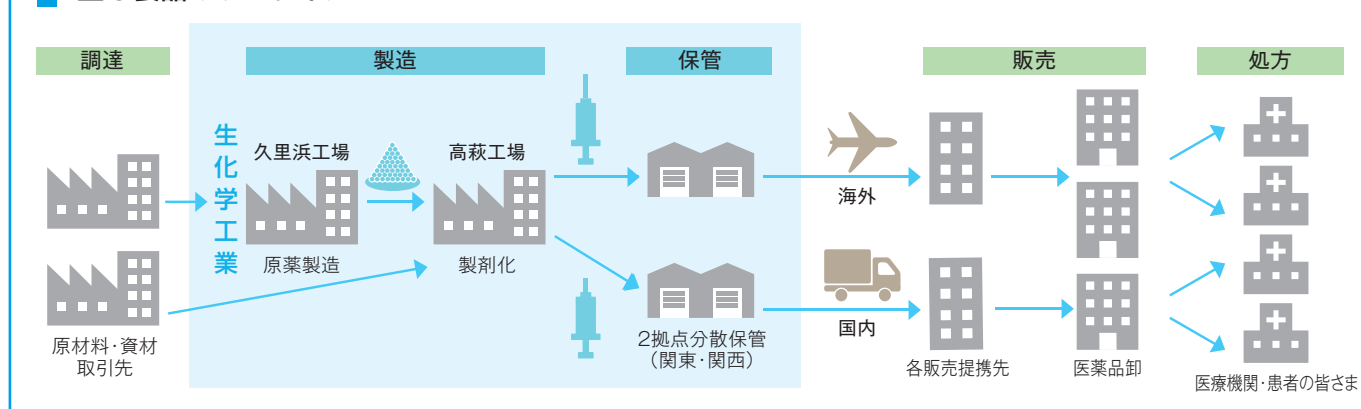 調達
製造
保管
販売
処方
生化学工業
久里浜工場
高萩工場
原薬製造
製剤化
海外
国内
原材料・資材
取引先
2拠点分散保管
（関東・関西）
各販売提携先
医薬品卸
医療機関・患者の皆さま